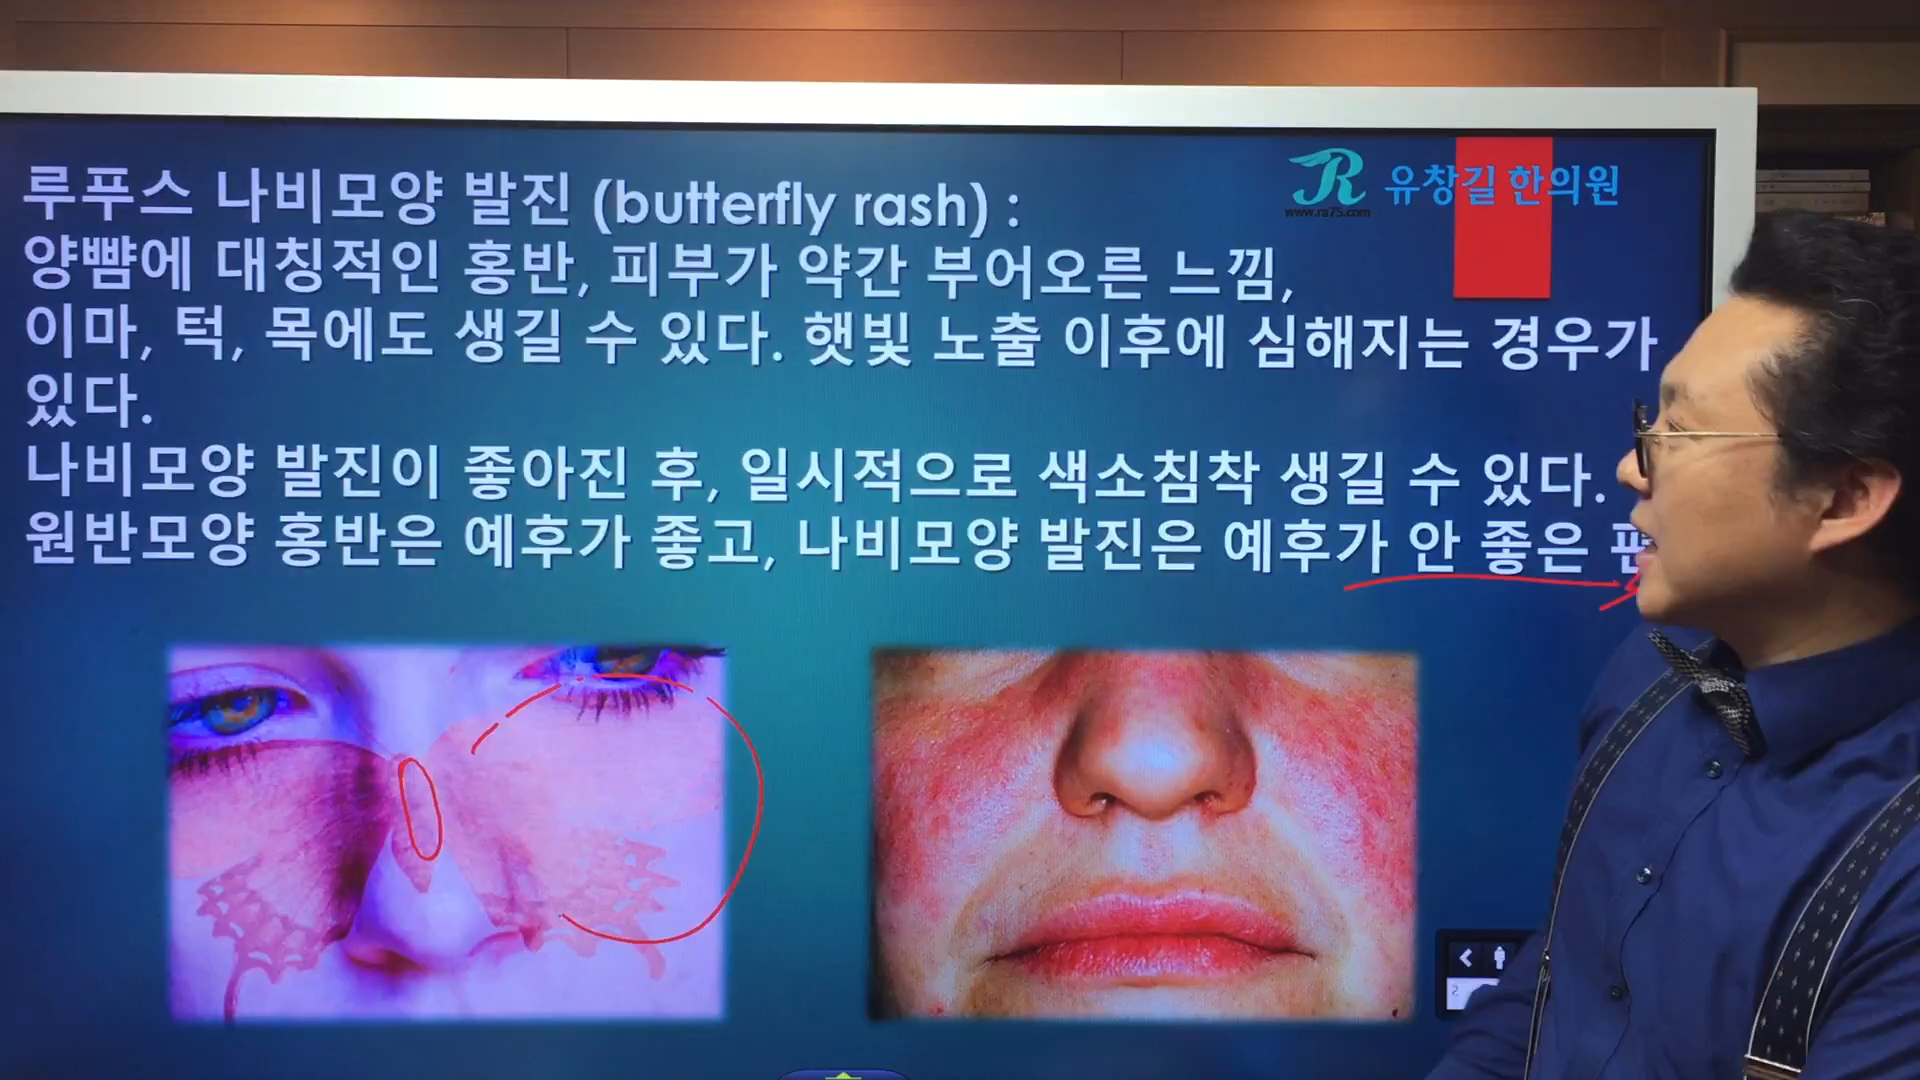 루푸스 나비모양 발진 (butterfly rash) :
양뺨에 대칭적인 홍반, 피부가 약간 부어오른 느낌,
이마, 턱, 목에도 생길 수 있다. 햇빛 노출 이후에 심해지는 경우가
있다.
나비모양 발진이 좋아진 후, 일시적으로 색소침착 생길 수 있다.
원반모양 홍반은 예후가 좋고, 나비모양 발진은 예후가 안 좋은
R 유창길 한의원
www.ra75.com